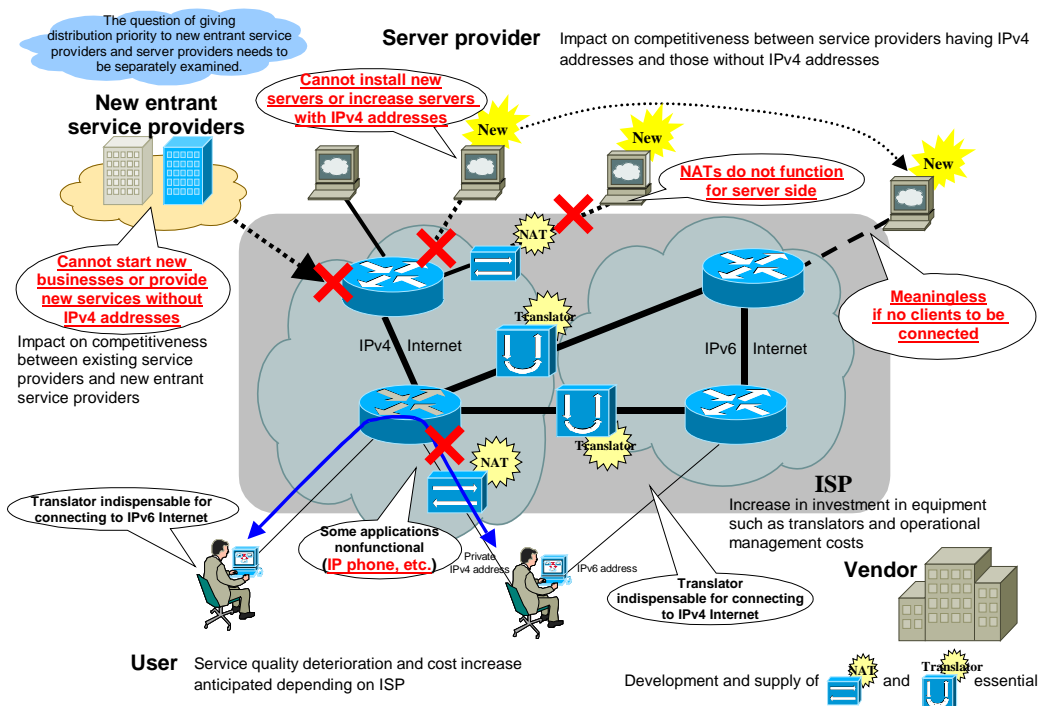 The question of giving
distribution priority to new entrant service
providers and server providers needs to
be separately examined.
Server provider
Impact on competitiveness between service providers having IPv4
addresses and those without IPv4 addresses
New entrant
service providers
Cannot install new
servers or increase servers
with IPv4 addresses
New
New
New
NATs do not function
for server side
NAT
Cannot start new
businesses or provide
new services without
IPv4 addresses
Meaningless
if no clients to be
connected
Impact on competitiveness
between existing service
providers and new entrant
service providers
Translator
IPv4 Internet
IPv6 Internet
Translator
NAT
ISP
Increase in investment in equipment
such as translators and operational
management costs
Translator indispensable for
connecting to IPv6 Internet
Some applications
nonfunctional
(IP phone, etc.)
Private
IPv4 address
IPv6 address
Translator
indispensable for connecting
to IPv4 Internet
Vendor
User
Service quality deterioration and cost increase
anticipated depending on ISP
Development and supply of NAT and Translator essential